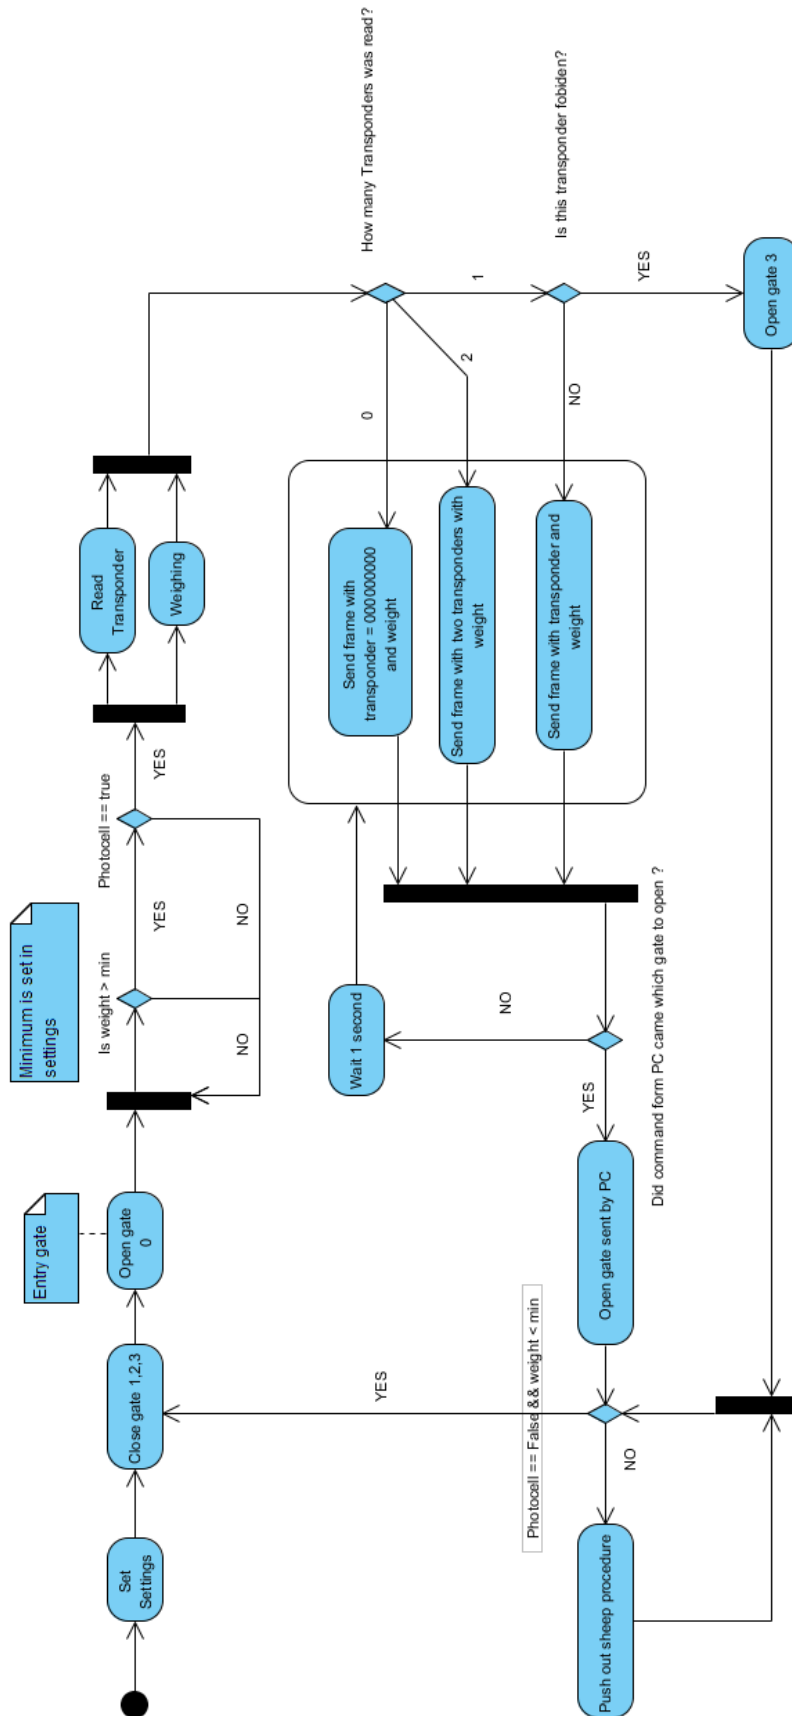 Set
Settings
Close gate 1,2,3
Entry gate
Open gate
0
Minimum is set in
settings
Is weight > min
YES
NO
Photocell == true
YES
NO
Read
Transponder
Weighing
How many Transponders was read?
0
2
1
Is this transponder fobiden?
NO
YES
Open gate 3
Send frame with
transponder = 0000000000
and weight
Send frame with two transponders with
weight
Send frame with transponder and
weight
Wait 1 second
NO
Did command form PC came which gate to open ?
YES
Open gate sent by PC
Photocell == False && weight < min
YES
NO
Push out sheep procedure